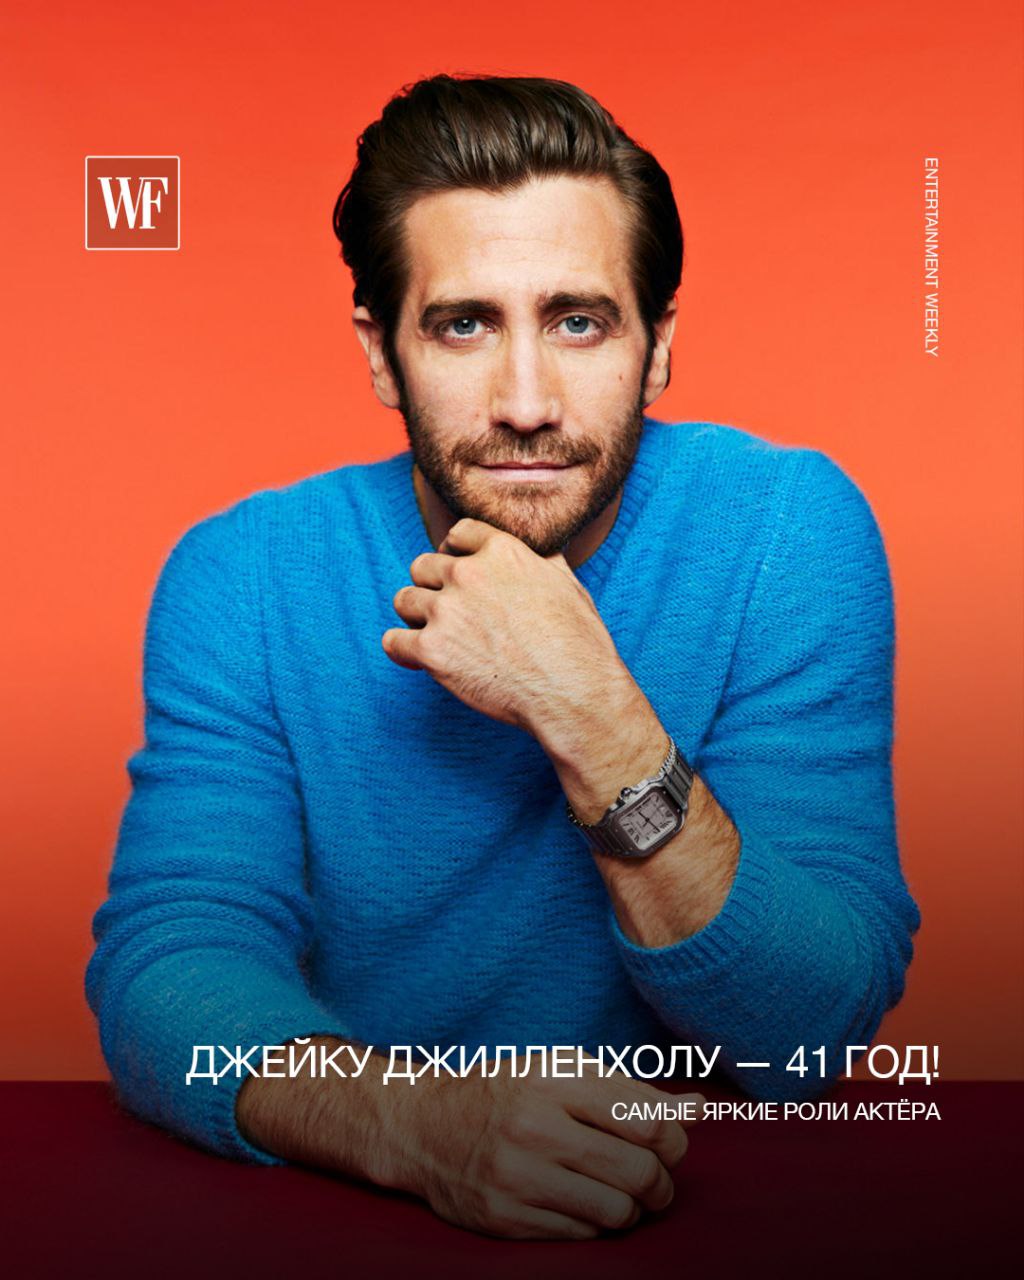 WF
ENTERTAINMENT WEEKLY
ДЖЕЙКУ ДЖИЛЛЕНХОЛУ — 41 ГОД!
САМЫЕ ЯРКИЕ РОЛИ АКТЁРА